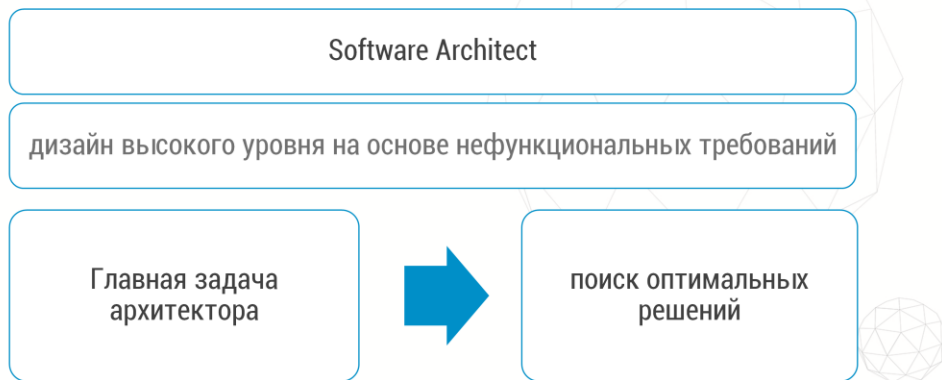 Software Architect
дизайн высокого уровня на основе нефункциональных требований
Главная задача
архитектора
поиск оптимальных
решений